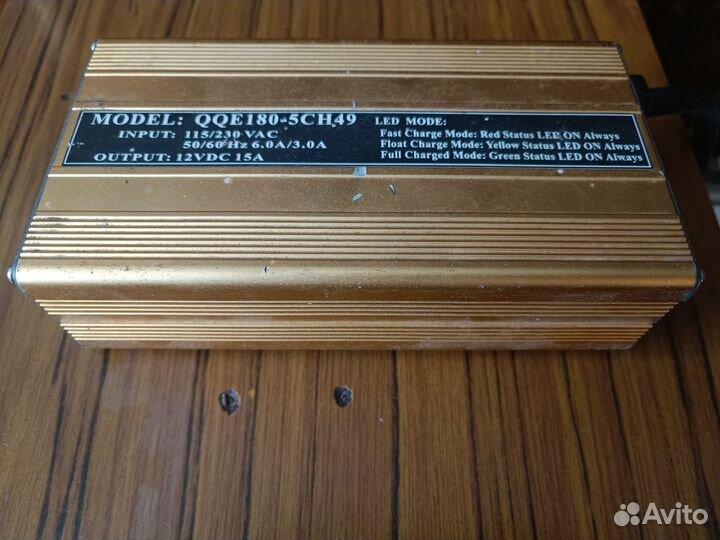 MODEL: QQE180-5CH49
INPUT: 115/230 VAC
50/60 Hz 6.0A/3.0A
OUTPUT: 12VDC 15A
LED MODE:
Fast Charge Mode: Red Status LED ON Always
Float Charge Mode: Yellow Status LED ON Always
Full Charged Mode: Green Status LED ON Always
Avito